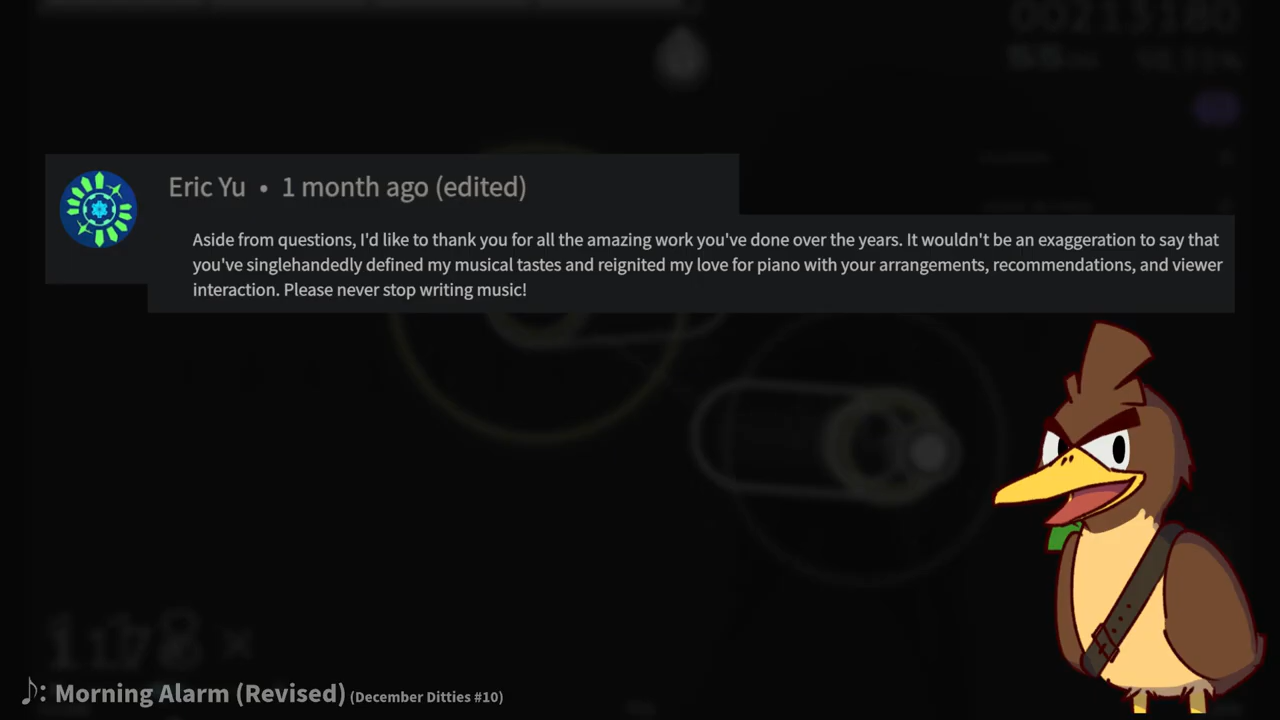 00213180
Eric Yu • 1 month ago (edited)
Aside from questions, I'd like to thank you for all the amazing work you've done over the years. It wouldn't be an exaggeration to say that
you've singlehandedly defined my musical tastes and reignited my love for piano with your arrangements, recommendations, and viewer
interaction. Please never stop writing music!
♪: Morning Alarm (Revised) (December Ditties #10)